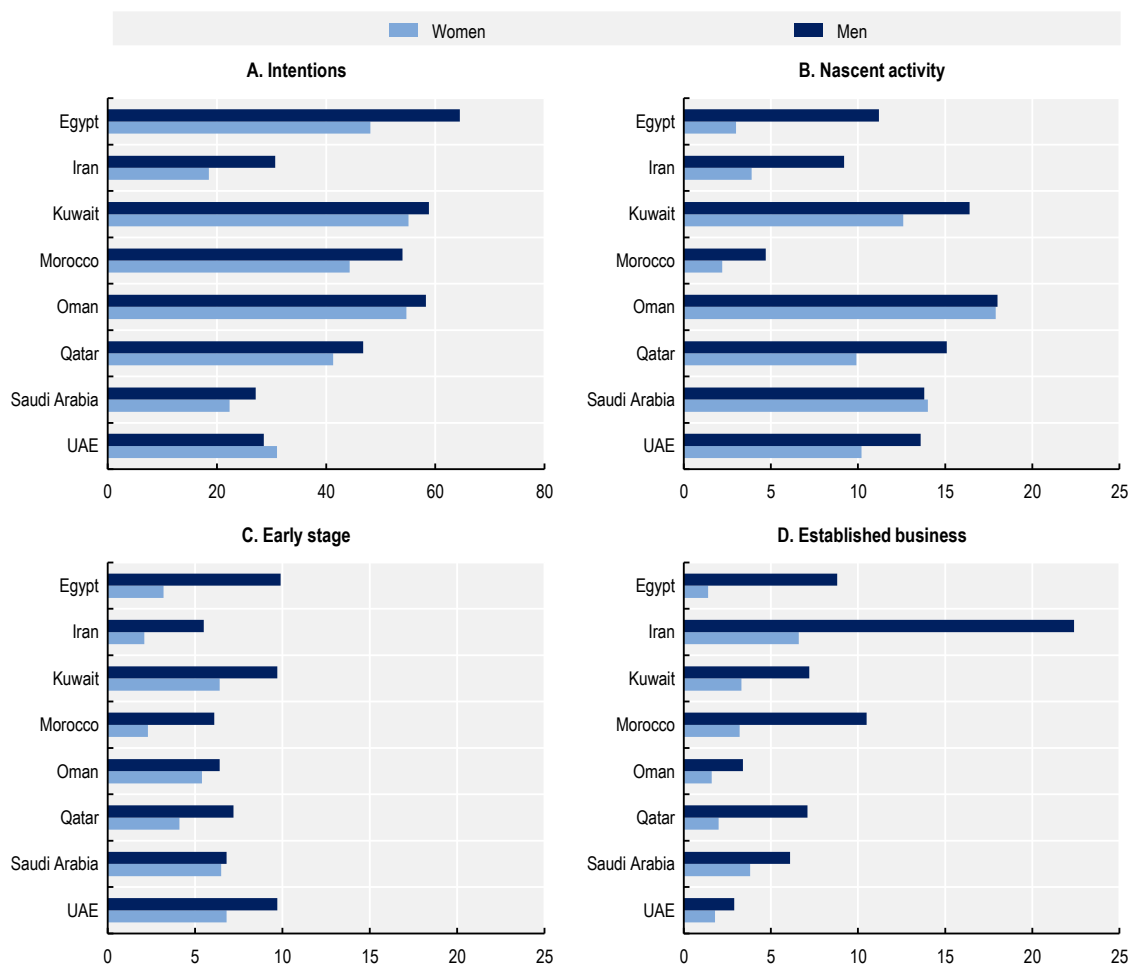 Women Men
A. Intentions
Egypt
Iran
Kuwait
Morocco
Oman
Qatar
Saudi Arabia
UAE
0 20 40 60 80
B. Nascent activity
Egypt
Iran
Kuwait
Morocco
Oman
Qatar
Saudi Arabia
UAE
0 5 10 15 20 25
C. Early stage
Egypt
Iran
Kuwait
Morocco
Oman
Qatar
Saudi Arabia
UAE
0 5 10 15 20 25
D. Established business
Egypt
Iran
Kuwait
Morocco
Oman
Qatar
Saudi Arabia
UAE
0 5 10 15 20 25